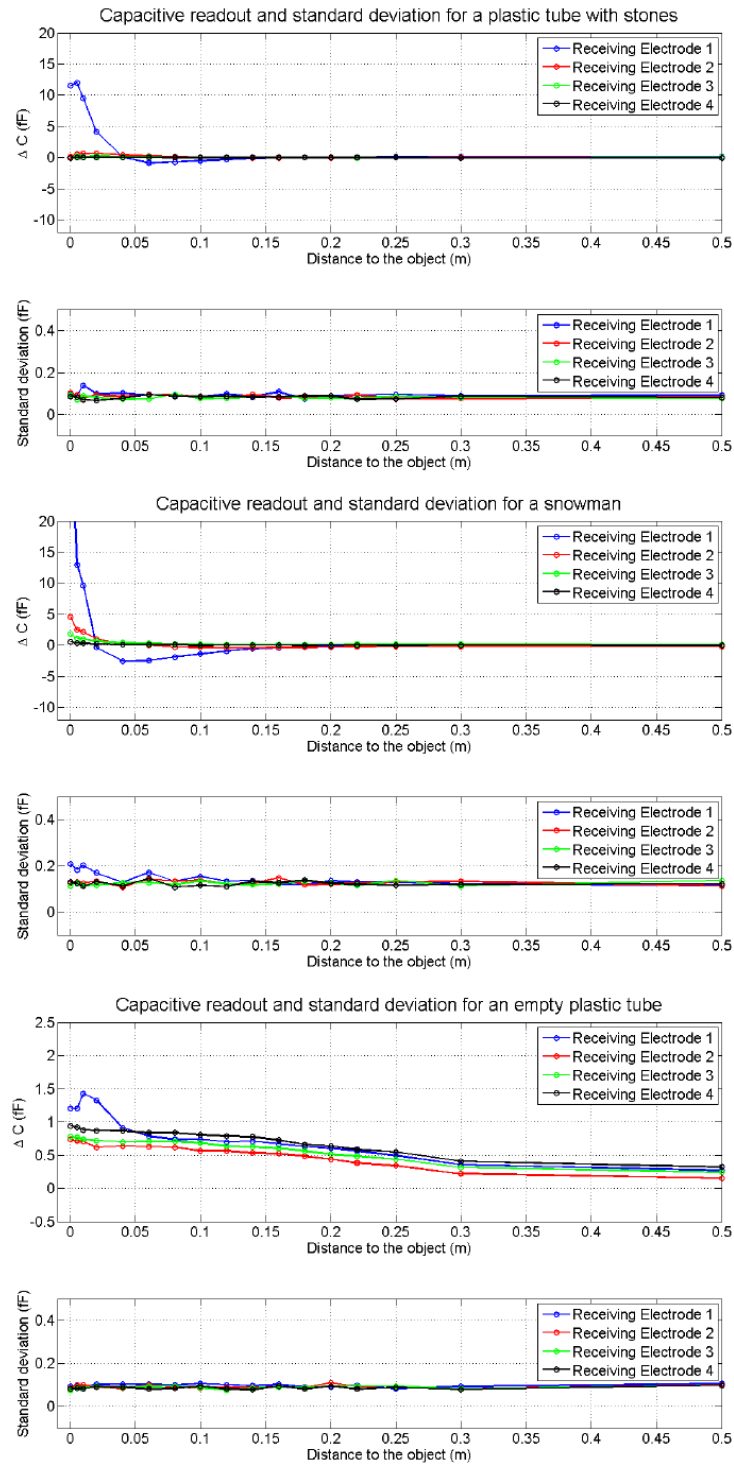 Capacitive readout and standard deviation for a plastic tube with stones
20
15
10
5
0
-5
-10
Δ C (fF)
Receiving Electrode 1
Receiving Electrode 2
Receiving Electrode 3
Receiving Electrode 4
0 0.05 0.1 0.15 0.2 0.25 0.3 0.35 0.4 0.45 0.5
Distance to the object (m)
0.4
0.2
0
Standard deviation (fF)
Receiving Electrode 1
Receiving Electrode 2
Receiving Electrode 3
Receiving Electrode 4
0 0.05 0.1 0.15 0.2 0.25 0.3 0.35 0.4 0.45 0.5
Distance to the object (m)
Capacitive readout and standard deviation for a snowman
20
15
10
5
0
-5
-10
Δ C (fF)
Receiving Electrode 1
Receiving Electrode 2
Receiving Electrode 3
Receiving Electrode 4
0 0.05 0.1 0.15 0.2 0.25 0.3 0.35 0.4 0.45 0.5
Distance to the object (m)
0.4
0.2
0
Standard deviation (fF)
Receiving Electrode 1
Receiving Electrode 2
Receiving Electrode 3
Receiving Electrode 4
0 0.05 0.1 0.15 0.2 0.25 0.3 0.35 0.4 0.45 0.5
Distance to the object (m)
Capacitive readout and standard deviation for an empty plastic tube
2.5
2
1.5
1
0.5
0
-0.5
Δ C (fF)
Receiving Electrode 1
Receiving Electrode 2
Receiving Electrode 3
Receiving Electrode 4
0 0.05 0.1 0.15 0.2 0.25 0.3 0.35 0.4 0.45 0.5
Distance to the object (m)
0.4
0.2
0
Standard deviation (fF)
Receiving Electrode 1
Receiving Electrode 2
Receiving Electrode 3
Receiving Electrode 4
0 0.05 0.1 0.15 0.2 0.25 0.3 0.35 0.4 0.45 0.5
Distance to the object (m)